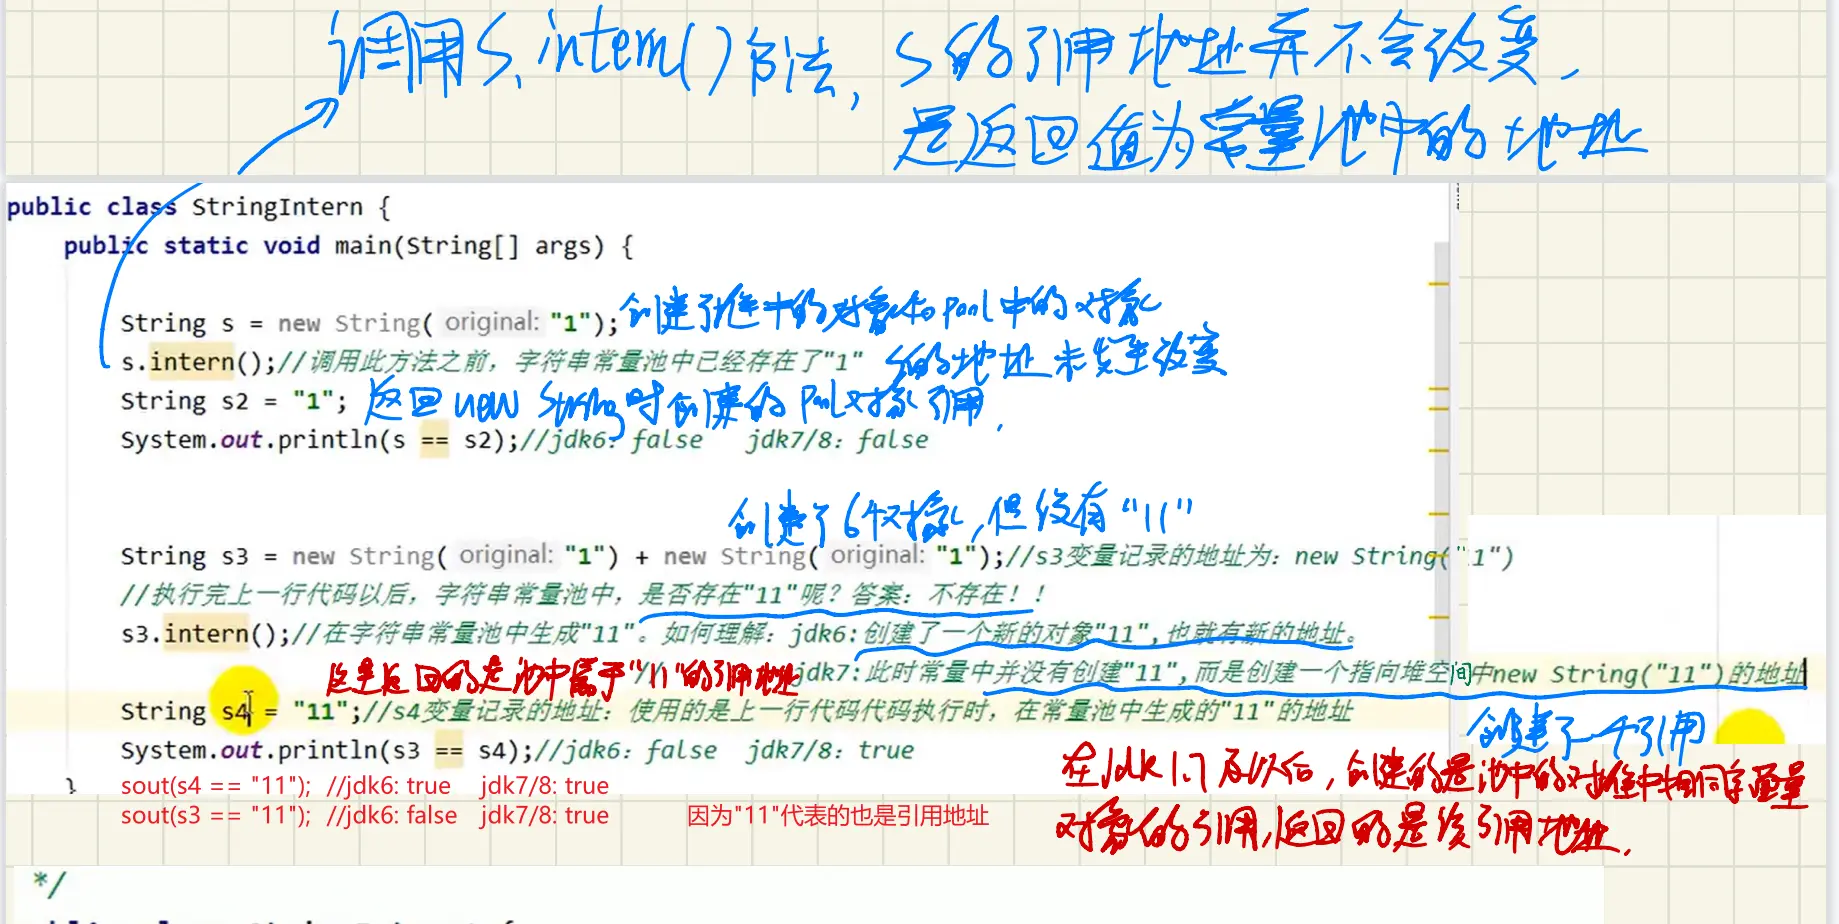 调用s.intern()方法, s的引用地址并不会改变,
是返回值为常量池中的地址
public class StringIntern {
public static void main(String[] args) {
String s = new String( original: "1"); 创建了堆中的对象和pool中的对象
s.intern();//调用此方法之前，字符串常量池中已经存在了"1" s的地址未发生改变
String s2 = "1"; 返回new String时创建的pool对象引用.
System.out.println(s == s2);//jdk6：false jdk7/8：false
创建了6个对象,但没有"11"
String s3 = new String( original: "1") + new String( original: "1");//s3变量记录的地址为：new String("11")
//执行完上一行代码以后，字符串常量池中，是否存在"11"呢？答案：不存在！！
s3.intern();//在字符串常量池中生成"11"。如何理解：jdk6:创建了一个新的对象"11",也就有新的地址。
jdk7:此时常量中并没有创建"11",而是创建一个指向堆空间中new String("11")的地址
返回的是池中属于"11"的引用地址
String s4 = "11";//s4变量记录的地址：使用的是上一行代码代码执行时，在常量池中生成的"11"的地址
创建了一个引用
System.out.println(s3 == s4);//jdk6：false jdk7/8：true
}
sout(s4 == "11"); //jdk6: true jdk7/8: true
sout(s3 == "11"); //jdk6: false jdk7/8: true 因为"11"代表的也是引用地址
在jdk1.7及以后, 创建的是池中的对堆中相同字面量
对象的引用,返回的是该引用地址.
*/